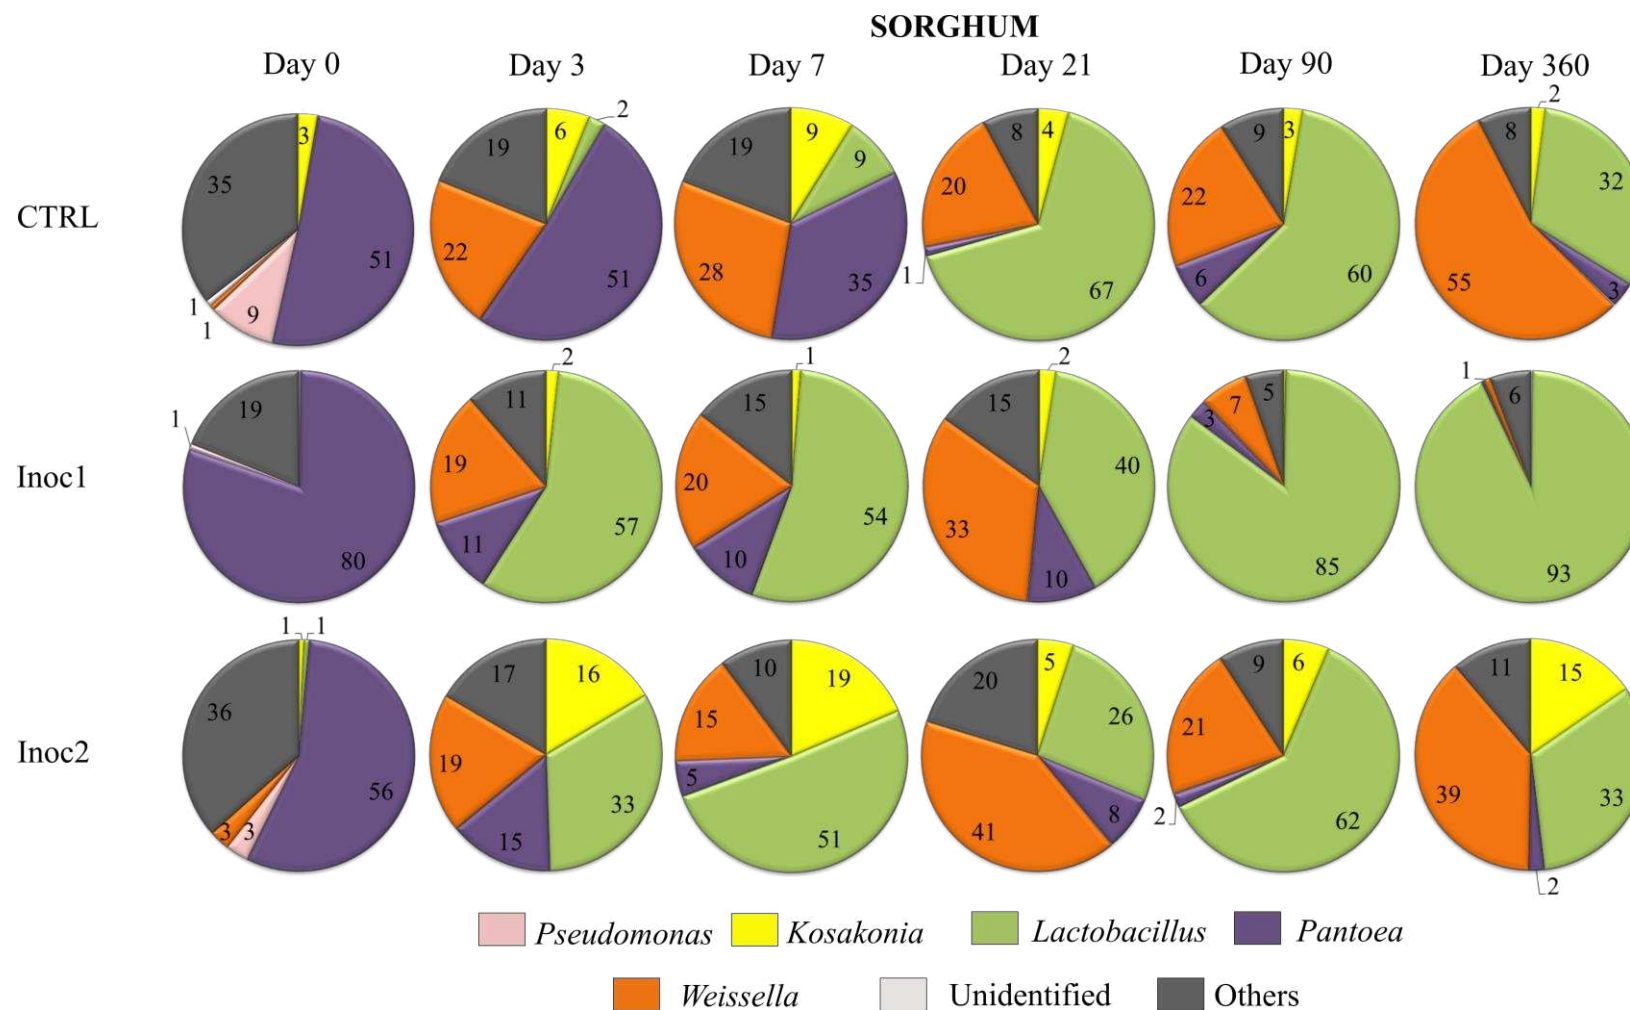 SORGHUM
Day 0 Day 3 Day 7 Day 21 Day 90 Day 360
CTRL
3 51 9 1 1 35
6 2 51 22 19
9 9 35 28 19
4 67 1 20 8
3 60 6 22 9
2 32 3 55 8
Inoc1
80 1 19
2 57 11 19 11
1 54 10 20 15
2 40 10 33 15
85 3 7 5
93 1 6
Inoc2
1 1 56 3 3 36
16 33 15 19 17
19 51 5 15 10
5 26 8 41 20
6 62 2 21 9
15 33 2 39 11
Pseudomonas Kosakonia Lactobacillus Pantoea
Weissella Unidentified Others